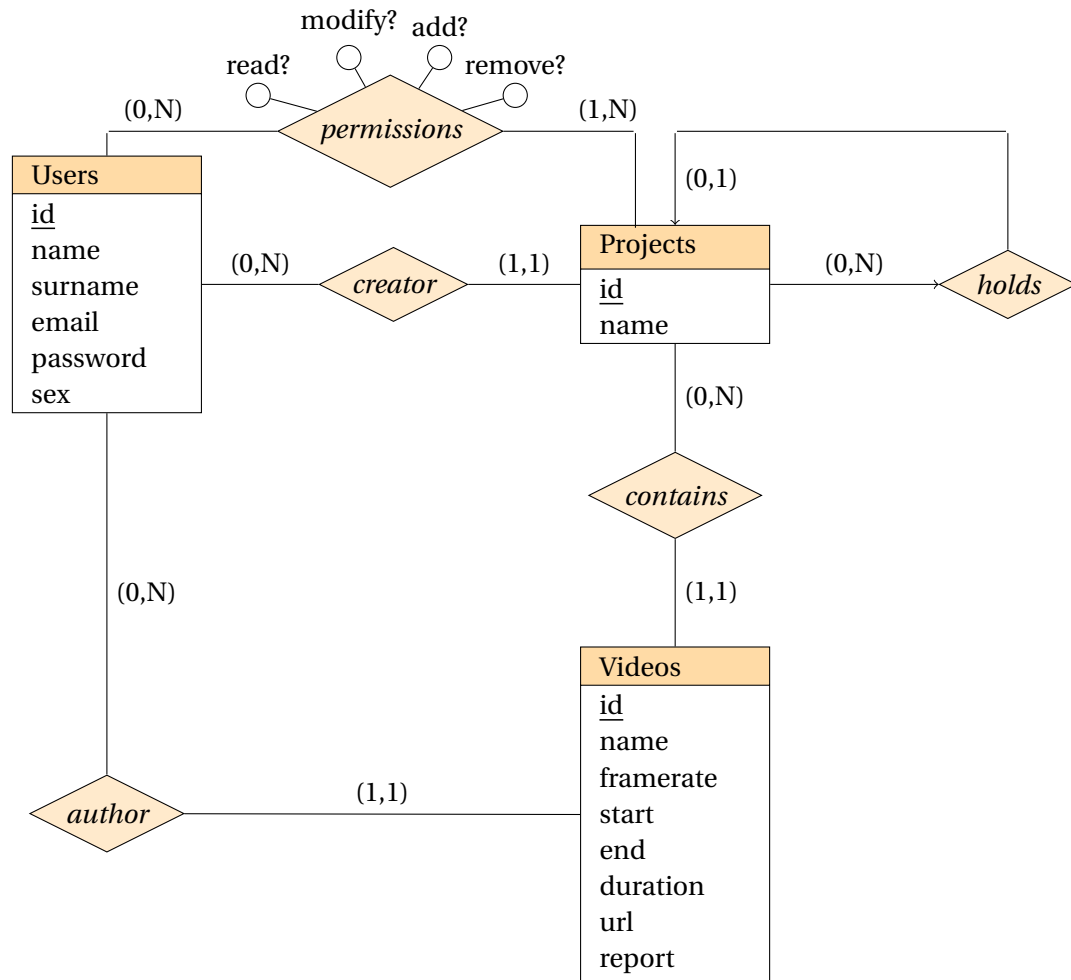 modify?
add?
read?
remove?
(0,N)
permissions
(1,N)
Users
id
name
surname
email
password
sex
(0,N)
creator
(1,1)
Projects
id
name
(0,1)
(0,N)
holds
(0,N)
contains
(1,1)
(0,N)
author
(1,1)
Videos
id
name
framerate
start
end
duration
url
report